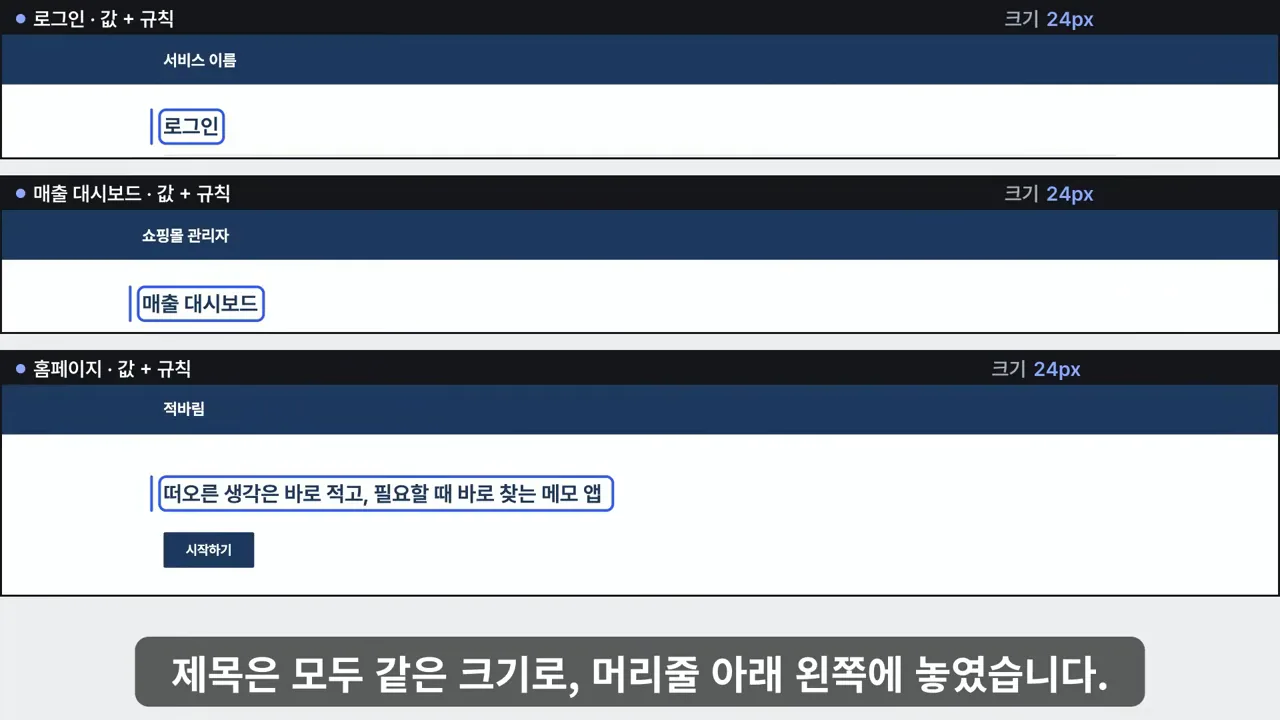 로그인 · 값 + 규칙
크기 24px
서비스 이름
로그인
매출 대시보드 · 값 + 규칙
크기 24px
쇼핑몰 관리자
매출 대시보드
홈페이지 · 값 + 규칙
크기 24px
적바림
떠오른 생각은 바로 적고, 필요할 때 바로 찾는 메모 앱
시작하기
제목은 모두 같은 크기로, 머리줄 아래 왼쪽에 놓였습니다.